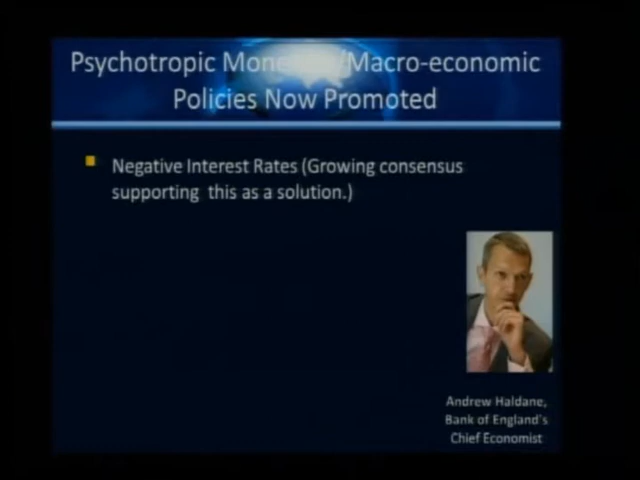 Psychotropic /Macro-economic
Policies Now Promoted
Negative Interest Rates (Growing consensus
supporting this as a solution.)
Andrew Haldane,
Bank of England's
Chief Economist